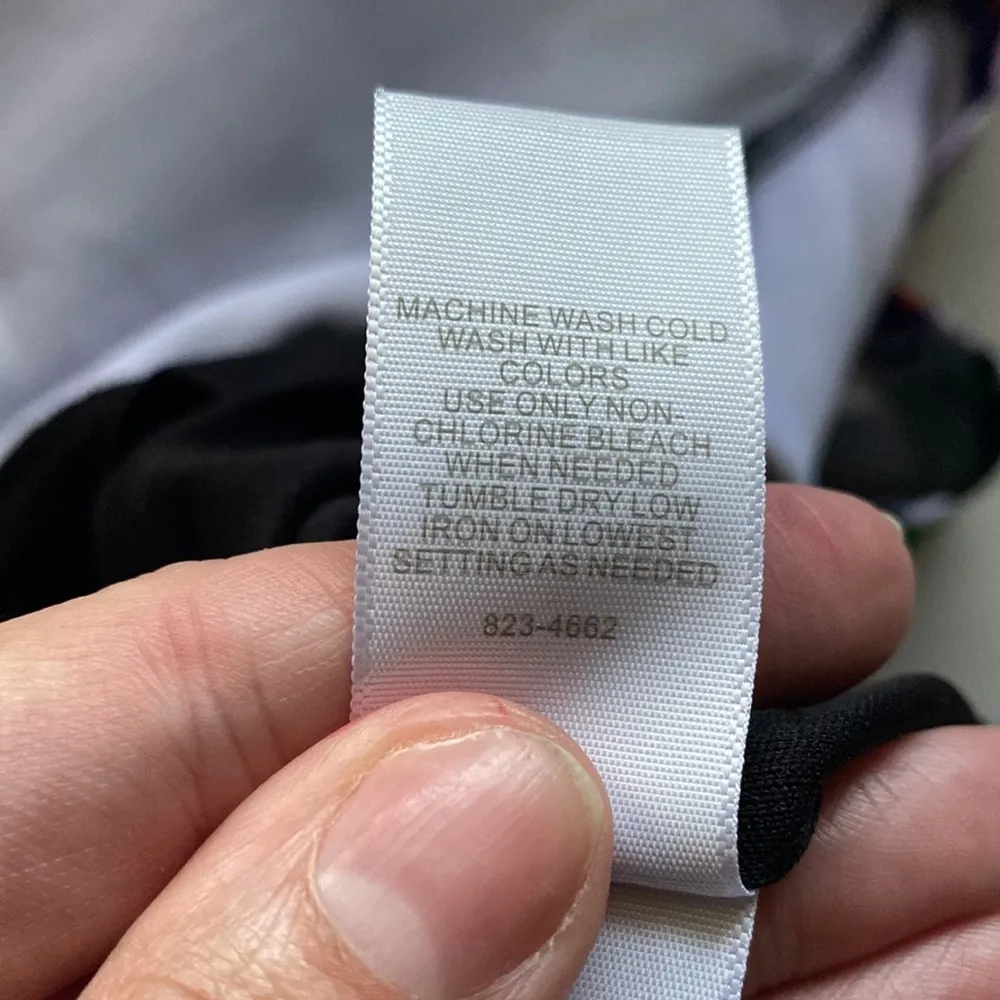 MACHINE WASH COLD
WASH WITH LIKE
COLORS
USE ONLY NON-
CHLORINE BLEACH
WHEN NEEDED
TUMBLE DRY LOW
IRON ON LOWEST
SETTING AS NEEDED
823-4662